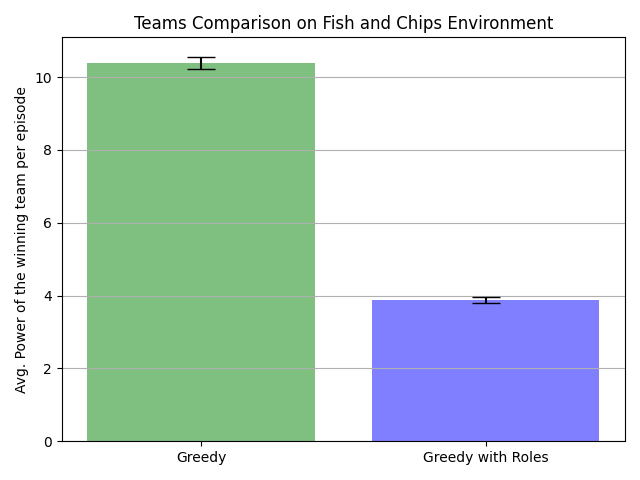 Teams Comparison on Fish and Chips Environment
Avg. Power of the winning team per episode
10
8
6
4
2
0
Greedy
Greedy with Roles